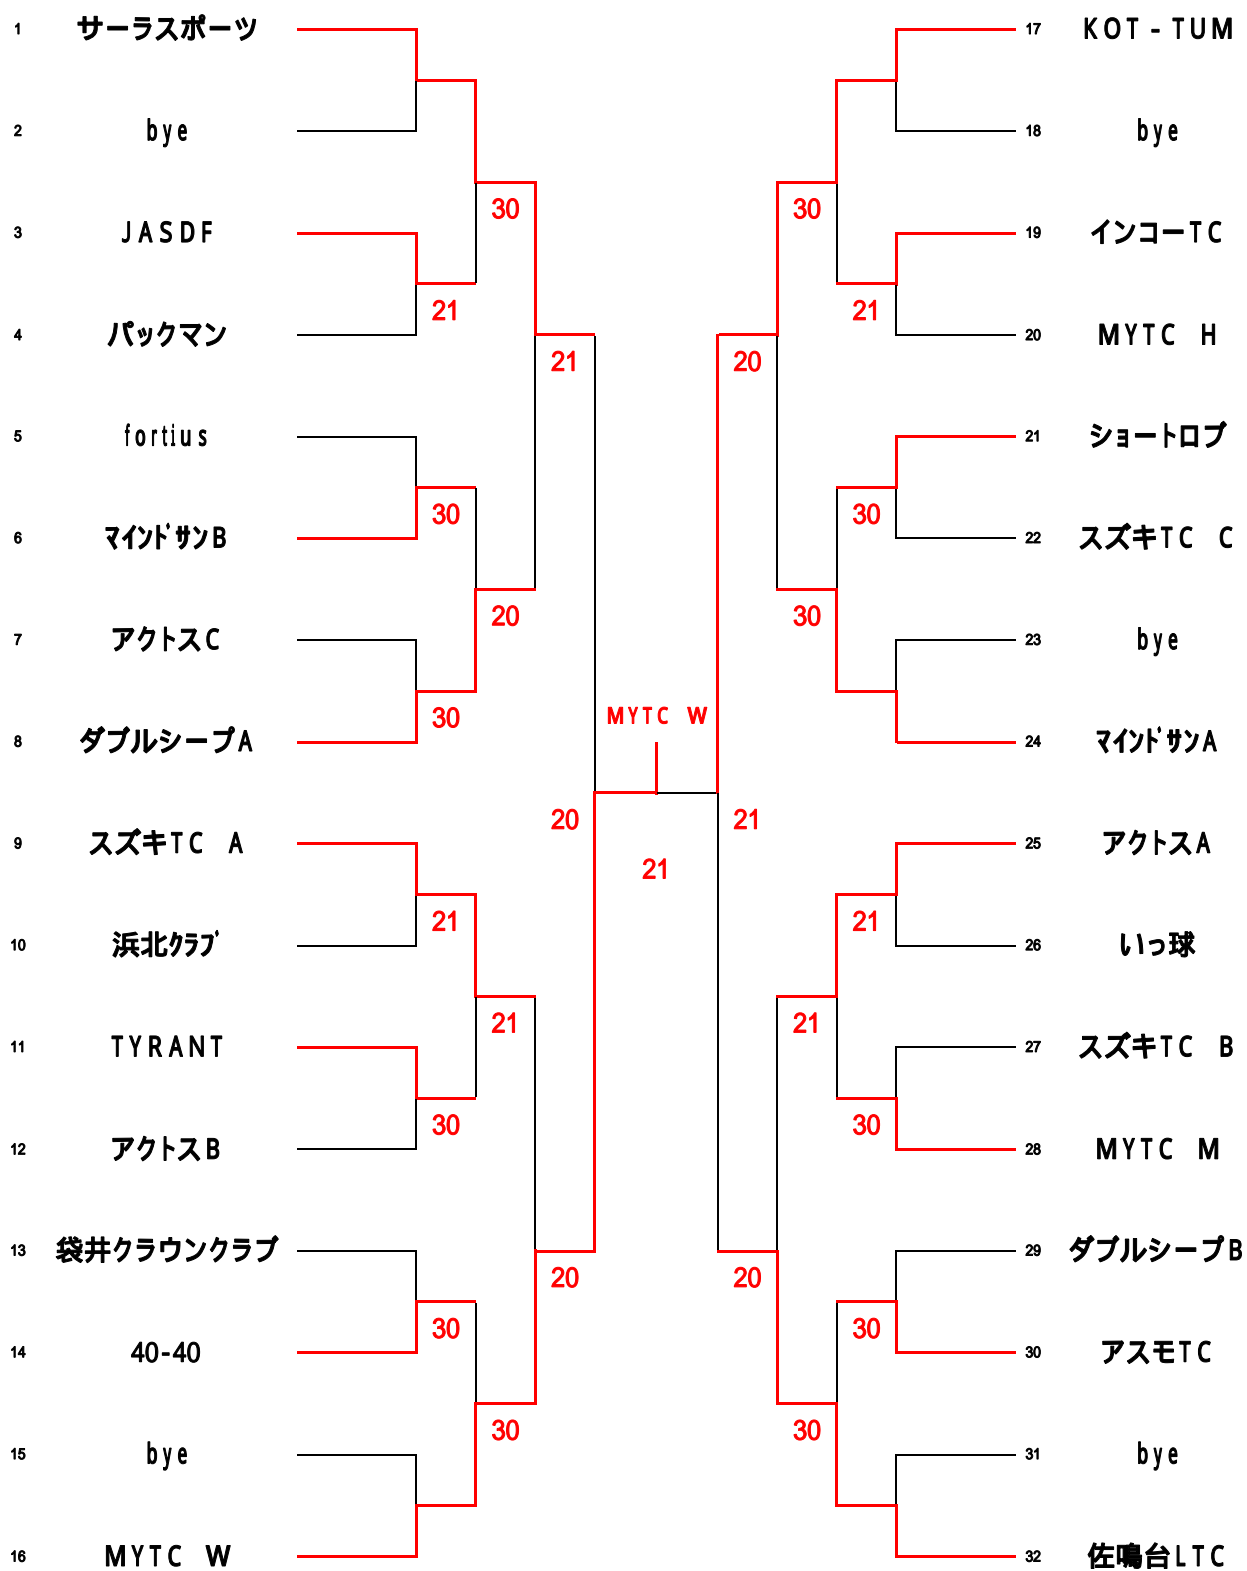 1 サーラスポーツ
2 bye
30
3 JASDF
21
4 パックマン
21
5 fortius
30
6 マインドサンB
20
7 アクトスC
30
8 ダブルシープA
20
9 スズキTC A
21
10 浜北クラブ
21
11 TYRANT
30
12 アクトスB
13 袋井クラウンクラブ
20
30
14 40-40
30
15 bye
16 MYTC W
MYTC W
21
17 KOT-TUM
18 bye
30
19 インコーTC
21
20 MYTC H
20
21 ショートロブ
30
22 スズキTC C
30
23 bye
24 マインドサンA
21
25 アクトスA
21
26 いっ球
21
27 スズキTC B
30
28 MYTC M
29 ダブルシープB
20
30
30 アスモTC
30
31 bye
32 佐鳴台LTC